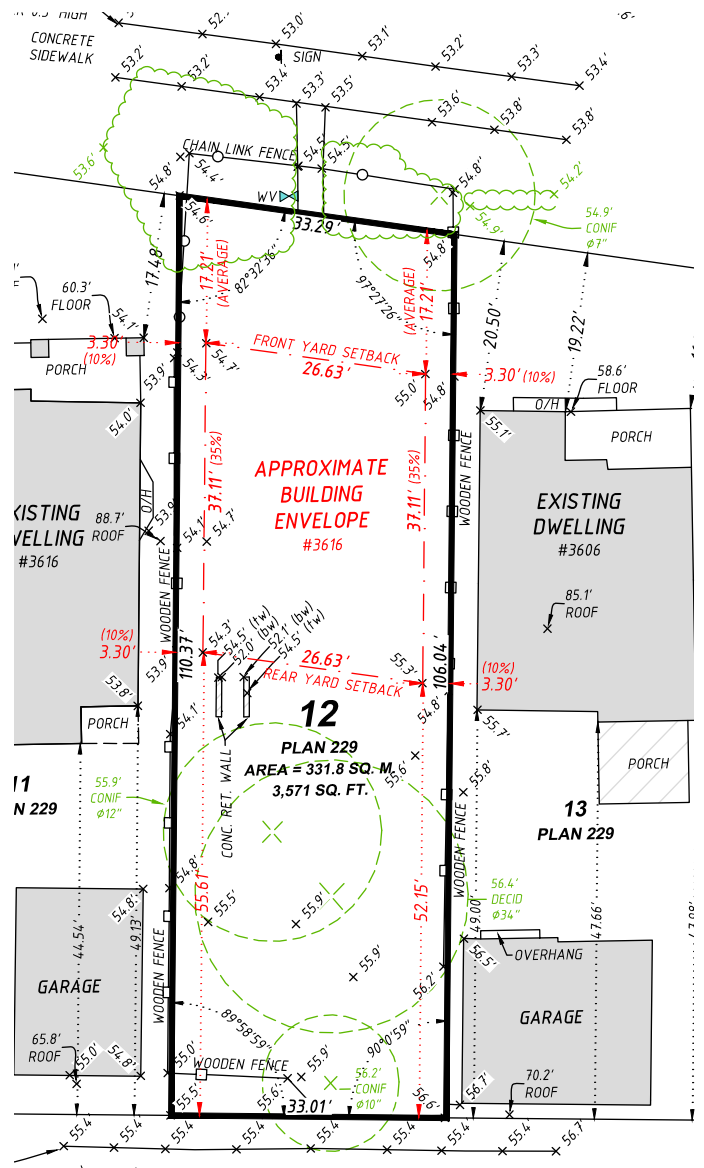 HIGH
53.0'
CONCRETE
SIDEWALK
SIGN
53.1'
53.2'
53.3'
53.4'
53.2'
53.2'
53.4'
53.3'
53.5'
53.6'
53.8'
53.8'
CHAIN LINK FENCE
53.6'
54.8'
54.4'
54.5'
54.5'
54.8'
54.2'
WV
54.6'
33.29'
54.9'
54.8'
54.9'
CONIF
ø7"
17.48'
17.21'
(AVERAGE)
82°32'36"
97°27'26"
(AVERAGE)
17.21'
20.50'
19.22'
60.3'
FLOOR
54.1'
3.30'
(10%)
PORCH
53.9'
54.3'
54.7'
FRONT YARD SETBACK
26.63'
55.0'
54.8'
3.30' (10%)
58.6'
FLOOR
O/H
55.1'
PORCH
54.0'
37.11' (35%)
37.11' (35%)
WOODEN FENCE
APPROXIMATE
BUILDING
ENVELOPE
#3616
EXISTING
DWELLING
#3606
XISTING
VELLING
#3616
O/H
88.7'
ROOF
53.9'
54.1'
54.7'
WOODEN FENCE
85.1'
ROOF
(10%)
3.30'
53.9'
110.37'
54.3'
54.5' (tw)
52.0' (bw)
52.1' (bw)
54.5' (tw)
26.63'
REAR YARD SETBACK
55.3'
106.04'
54.8'
(10%)
3.30'
53.8'
54.1'
PORCH
55.7'
12
PLAN 229
AREA = 331.8 SQ. M.
3,571 SQ. FT.
CONC. RET. WALL
55.6'
55.8'
PORCH
11
N 229
55.9'
CONIF
ø12"
13
PLAN 229
WOODEN FENCE
54.8'
54.8'
55.61'
55.5'
55.9'
52.15'
56.4'
DECID
ø34"
49.00'
47.66'
44.54'
49.13'
55.9'
56.2'
56.5'
OVERHANG
GARAGE
GARAGE
WOODEN FENCE
89°58'59"
90°0'59"
65.8'
ROOF
55.0'
54.8'
55.0'
WOODEN FENCE
55.9'
56.2'
CONIF
ø10"
55.5'
55.6'
33.01'
56.6'
56.7'
70.2'
ROOF
55.4'
55.4'
55.4'
55.4'
55.4'
55.4'
55.4'
56.7'